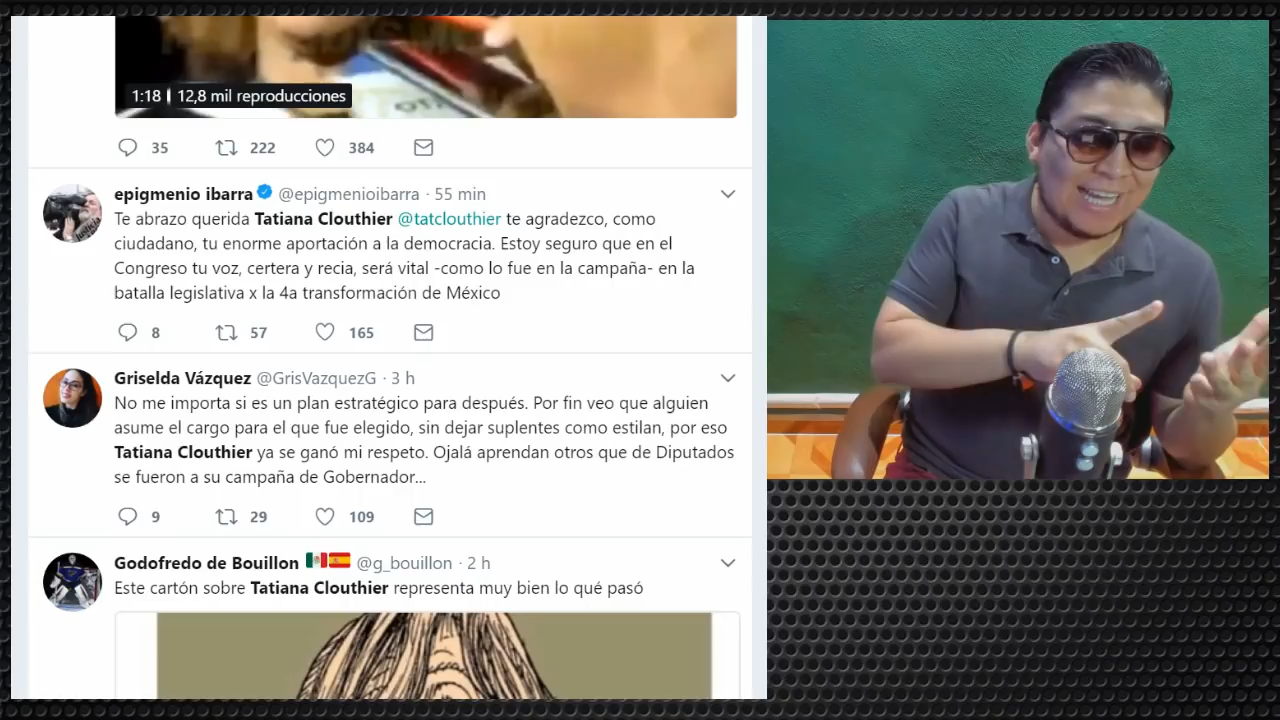 1:18 | 12,8 mil reproducciones
35 222 384
epigmenio ibarra @epigmenioibarra · 55 min
Te abrazo querida Tatiana Clouthier @tatclouthier te agradezco, como
ciudadano, tu enorme aportación a la democracia. Estoy seguro que en el
Congreso tu voz, certera y recia, será vital -como lo fue en la campaña- en la
batalla legislativa x la 4a transformación de México
8 57 165
Griselda Vázquez @GrisVazquezG · 3 h
No me importa si es un plan estratégico para después. Por fin veo que alguien
asume el cargo para el que fue elegido, sin dejar suplentes como estilan, por eso
Tatiana Clouthier ya se ganó mi respeto. Ojalá aprendan otros que de Diputados
se fueron a su campaña de Gobernador...
9 29 109
Godofredo de Bouillon @g_bouillon · 2 h
Este cartón sobre Tatiana Clouthier representa muy bien lo qué pasó